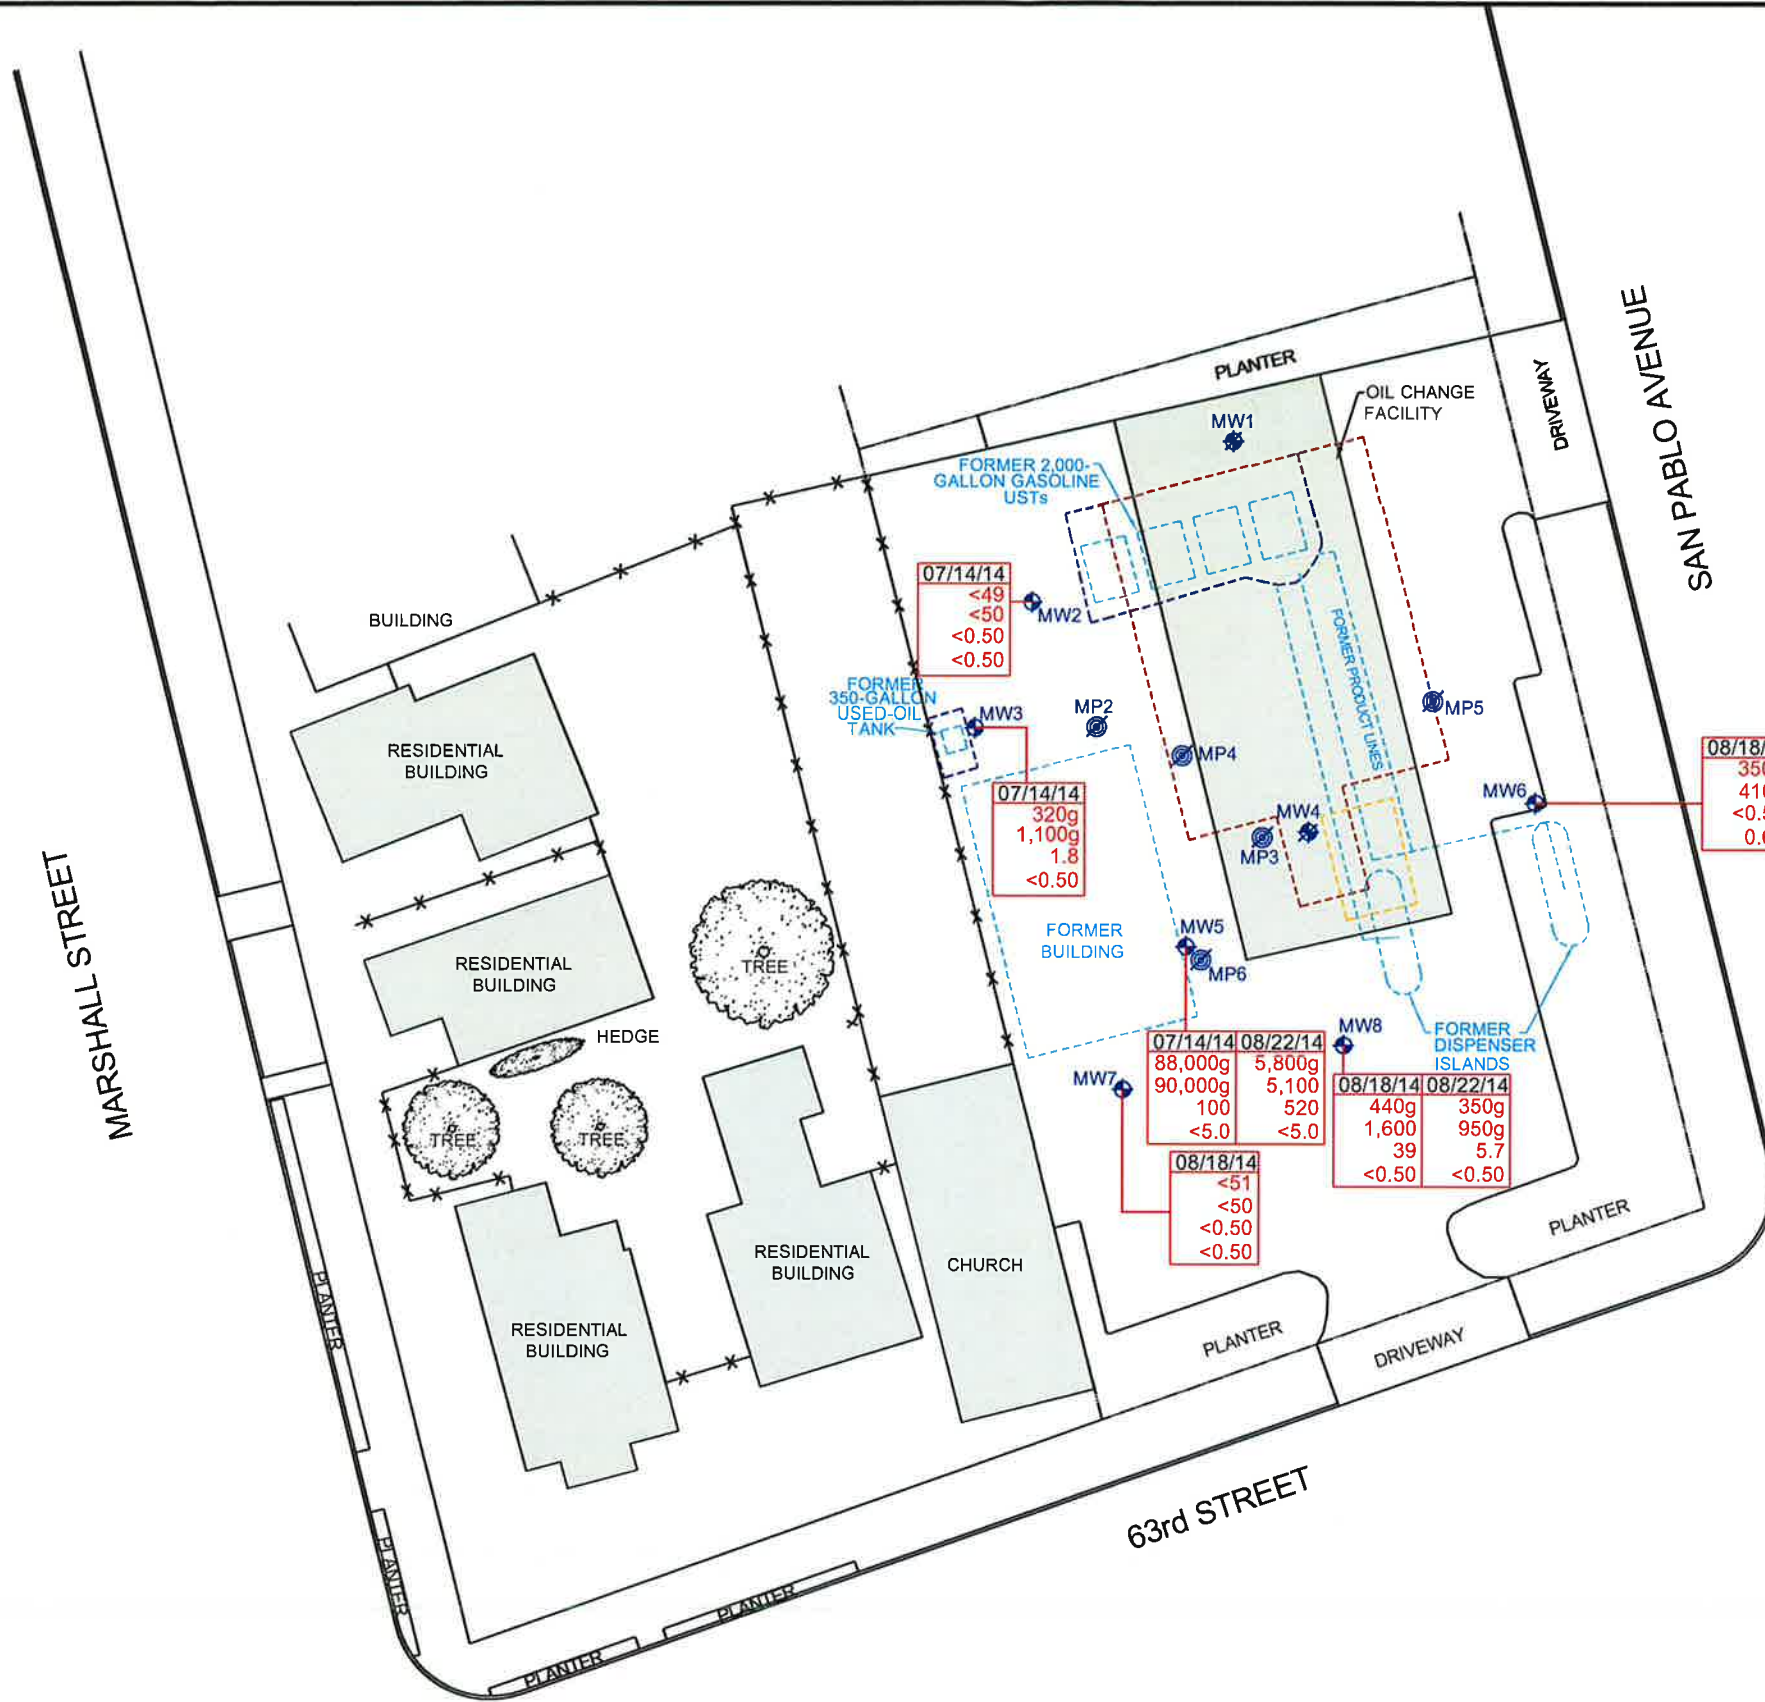 PLANTER
OIL CHANGE
FACILITY
DRIVEWAY
SAN PABLO AVENUE
MW1
FORMER 2,000-
GALLON GASOLINE
USTs
07/14/14
<49
<50
<0.50
<0.50
MW2
BUILDING
FORMER
350-GALLON
USED-OIL
TANK
MW3
MP2
MP4
FORMER PRODUCT LINES
MP5
RESIDENTIAL
BUILDING
07/14/14
320g
1,100g
1.8
<0.50
MW6
08/18/
350
410
<0.5
0.6
MW4
MP3
MARSHALL STREET
FORMER
BUILDING
MW5
MP6
RESIDENTIAL
BUILDING
TREE
HEDGE
MW8
FORMER
DISPENSER
ISLANDS
07/14/14 08/22/14
88,000g 5,800g
90,000g 5,100
100 520
<5.0 <5.0
MW7
08/18/14 08/22/14
440g 350g
1,600 950g
39 5.7
<0.50 <0.50
TREE
TREE
08/18/14
<51
<50
<0.50
<0.50
PLANTER
RESIDENTIAL
BUILDING
CHURCH
PLANTER
RESIDENTIAL
BUILDING
PLANTER
DRIVEWAY
63rd STREET
PLANTER
PLANTER
PLANTER